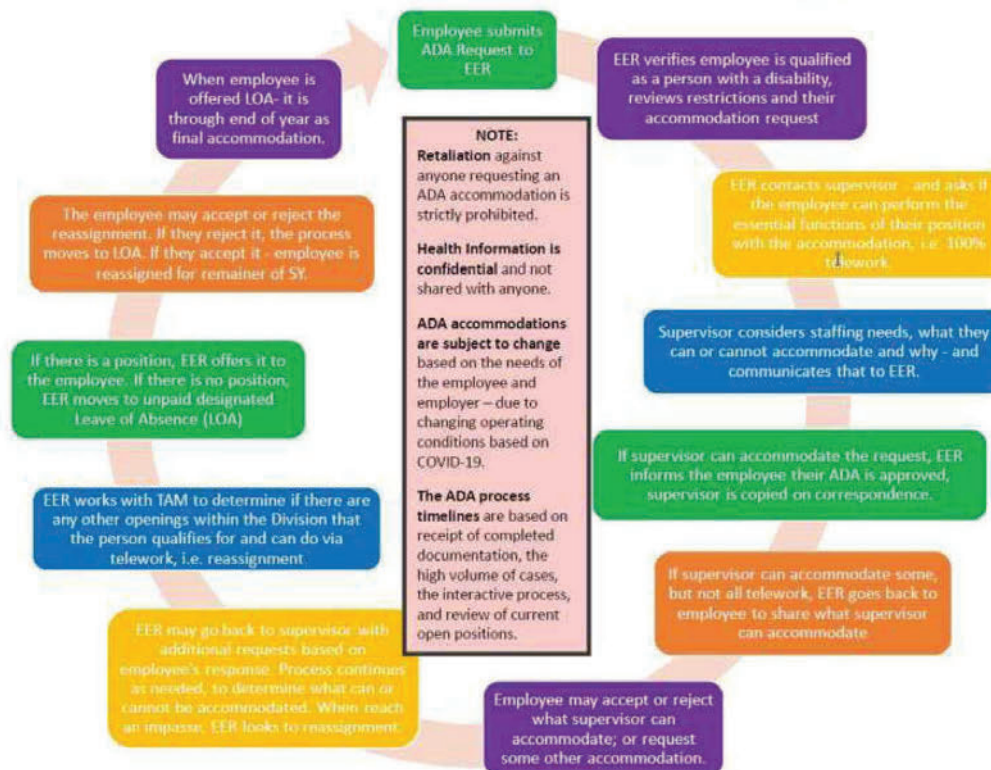 Employee submits
ADA Request to
EER
EER verifies employee is qualified
as a person with a disability,
reviews restrictions and their
accommodation request
EER contacts supervisor - and asks if
the employee can perform the
essential functions of their position
with the accommodation, i.e. 100%
telework.
Supervisor considers staffing needs, what they
can or cannot accommodate and why - and
communicates that to EER.
If supervisor can accommodate the request, EER
informs the employee their ADA is approved,
supervisor is copied on correspondence.
If supervisor can accommodate some,
but not all telework, EER goes back to
employee to share what supervisor
can accommodate
Employee may accept or reject
what supervisor can
accommodate; or request
some other accommodation.
EER may go back to supervisor with
additional requests based on
employee's response. Process continues
as needed, to determine what can or
cannot be accommodated. When reach
an impasse, EER looks to reassignment.
EER works with TAM to determine if there are
any other openings within the Division that
the person qualifies for and can do via
telework, i.e. reassignment
If there is a position, EER offers it to
the employee. If there is no position,
EER moves to unpaid designated
Leave of Absence (LOA)
The employee may accept or reject the
reassignment. If they reject it, the process
moves to LOA. If they accept it - employee is
reassigned for remainer of SY.
When employee is
offered LOA- it is
through end of year as
final accommodation.
NOTE:
Retaliation against
anyone requesting an
ADA accommodation is
strictly prohibited.
Health Information is
confidential and not
shared with anyone.
ADA accommodations
are subject to change
based on the needs of
the employee and
employer – due to
changing operating
conditions based on
COVID-19.
The ADA process
timelines are based on
receipt of completed
documentation, the
high volume of cases,
the interactive process,
and review of current
open positions.